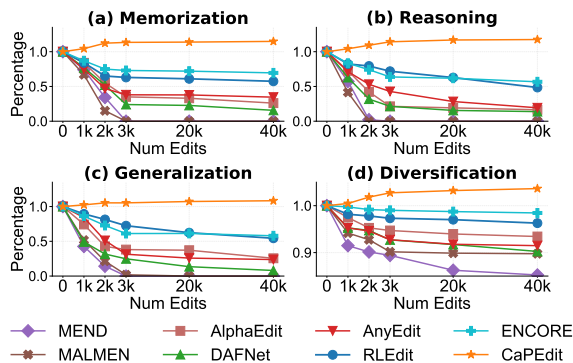 (a) Memorization
(b) Reasoning
Percentage
1.0
0.5
0.0
0 1k 2k 3k 20k 40k
Num Edits
1.0
0.5
0.0
0 1k 2k 3k 20k 40k
Num Edits
(c) Generalization
(d) Diversification
Percentage
1.0
0.5
0.0
0 1k 2k 3k 20k 40k
Num Edits
1.0
0.9
0 1k 2k 3k 20k 40k
Num Edits
MEND AlphaEdit AnyEdit ENCORE
MALMEN DAFNet RLEdit CaPEdit